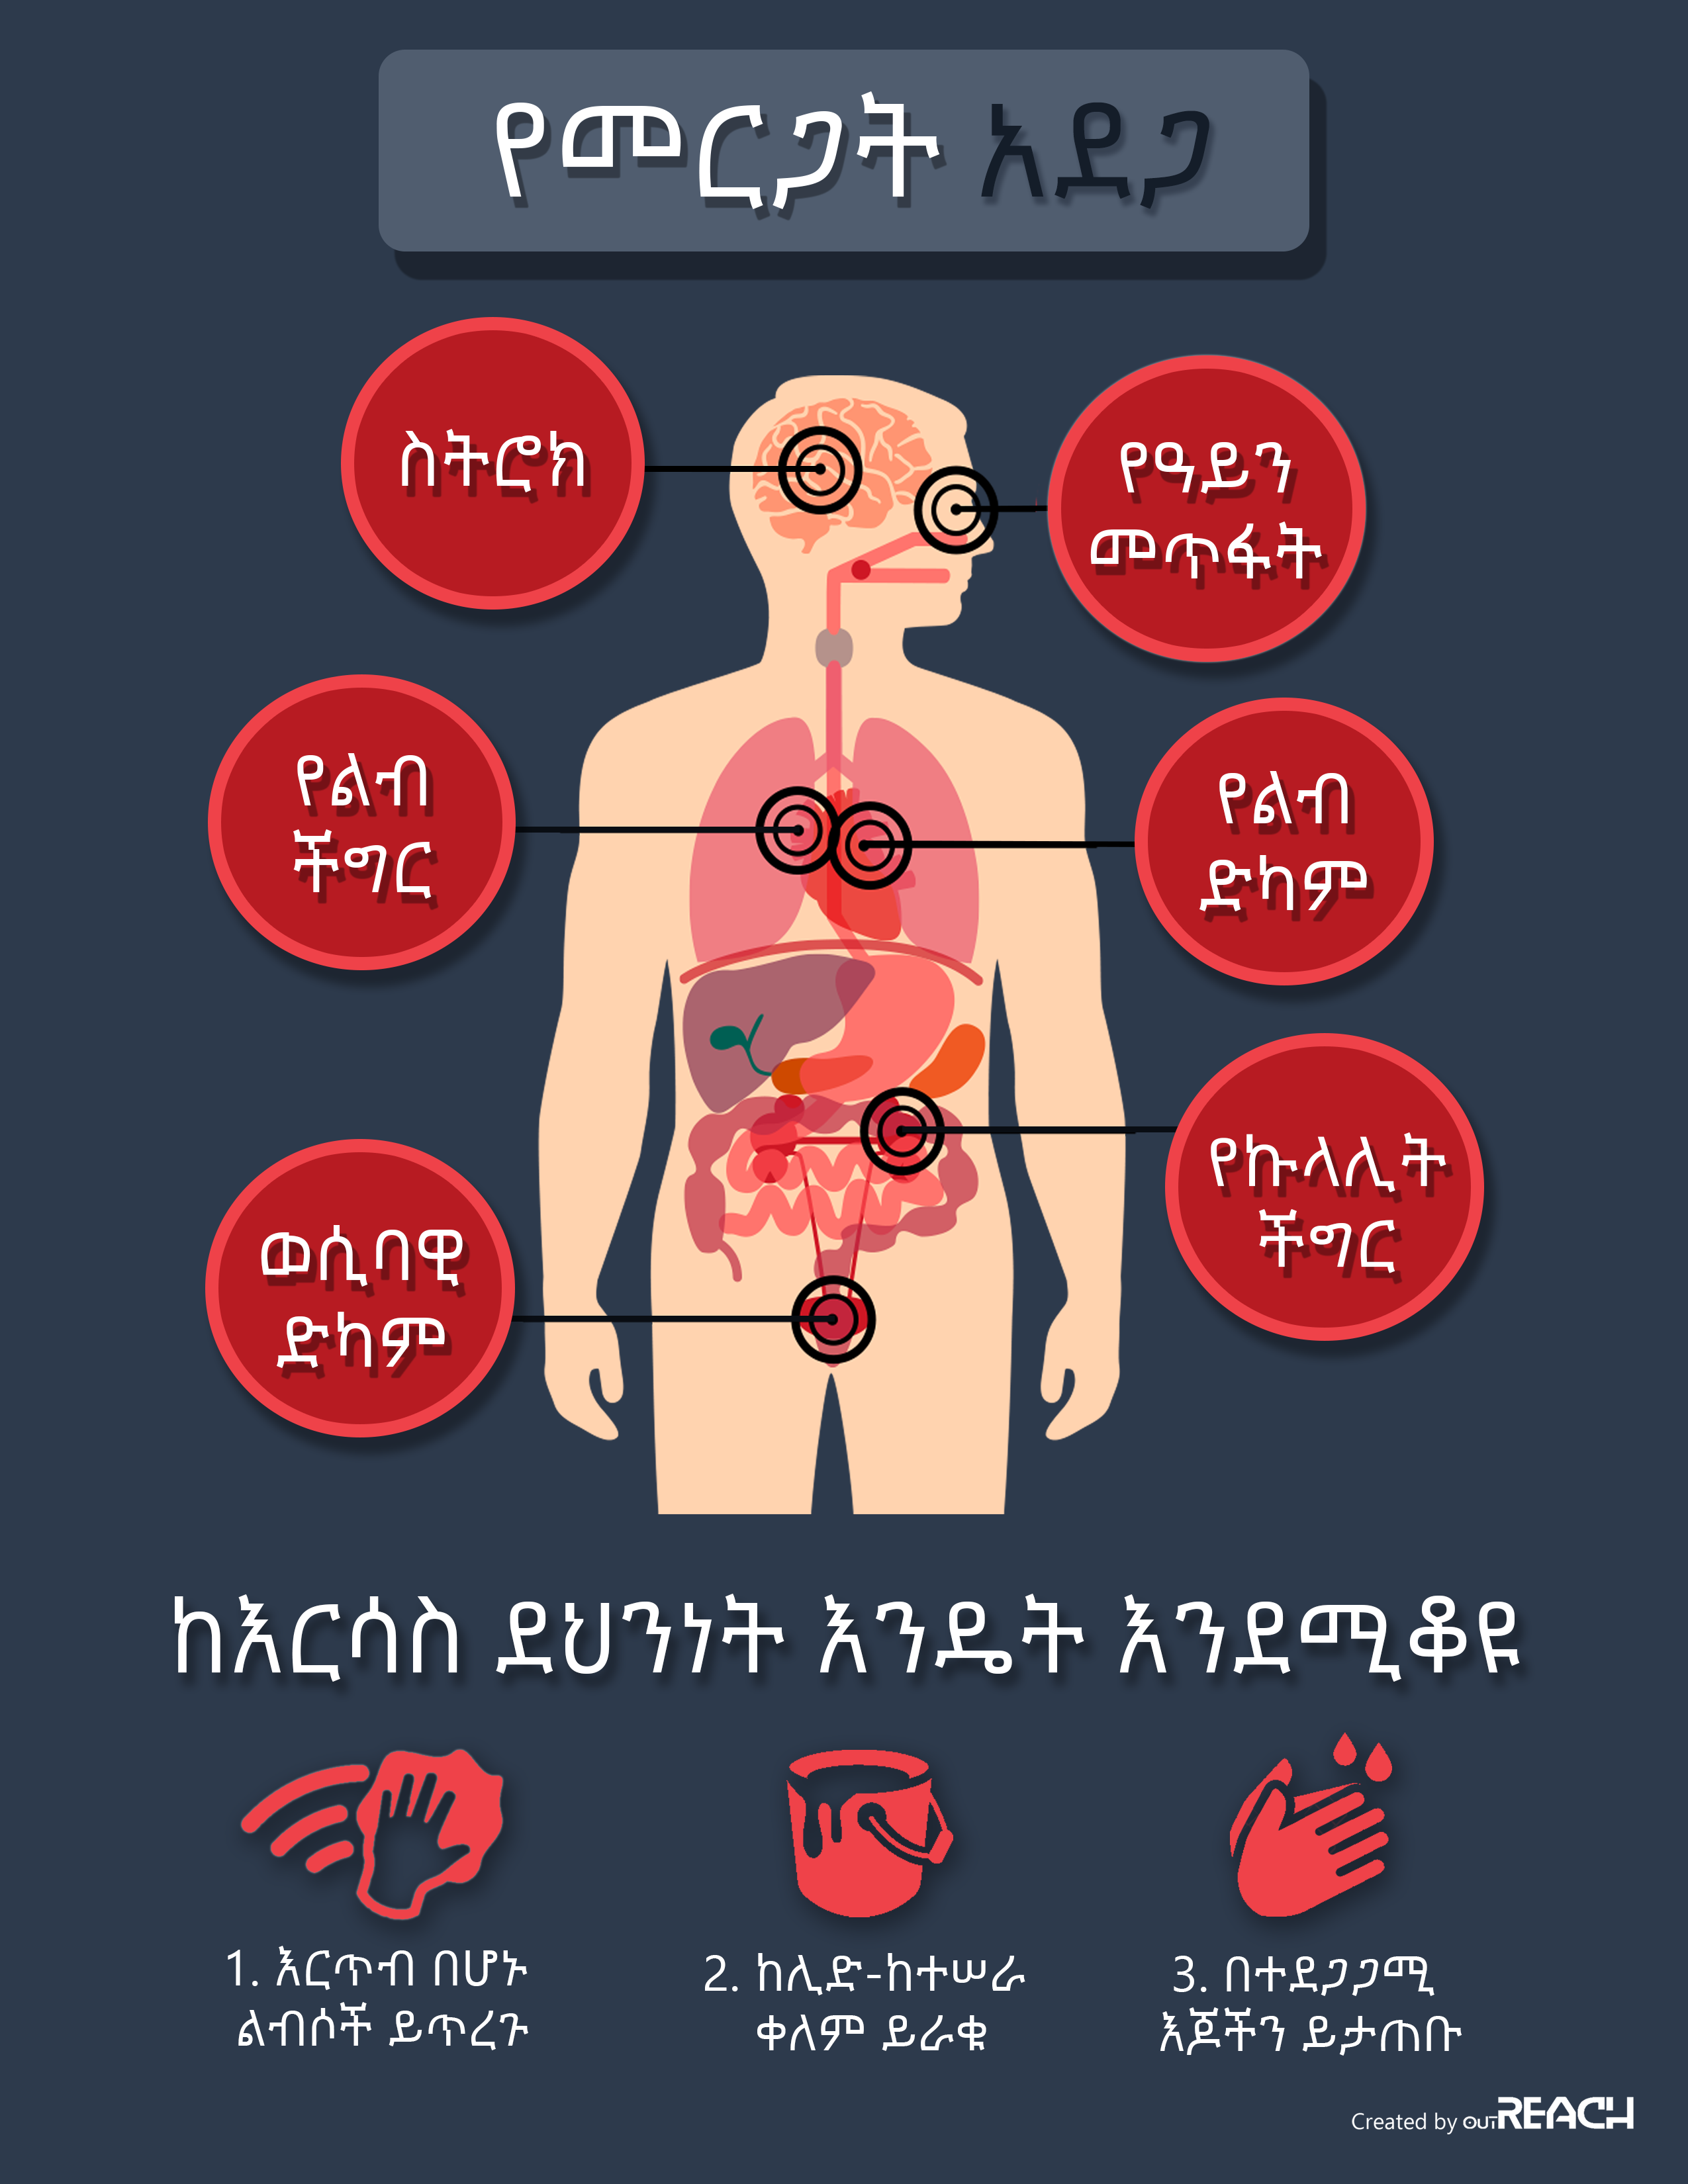 የመርጋት አደጋ
ስትሮክ
የዓይን
መጥፋት
የልብ
ችግር
የልብ
ድካም
የኩላሊት
ችግር
ወሲባዊ
ድካም
ከእርሳስ ደህንነት እንዴት እንደሚቆዩ
1. እርጥብ በሆኑ
ልብሶች ይጥረጉ
2. ከሊድ-ከተሠራ
ቀለም ይራቁ
3. በተደጋጋሚ
እጆችን ይታጠቡ
Created by OUTREACH